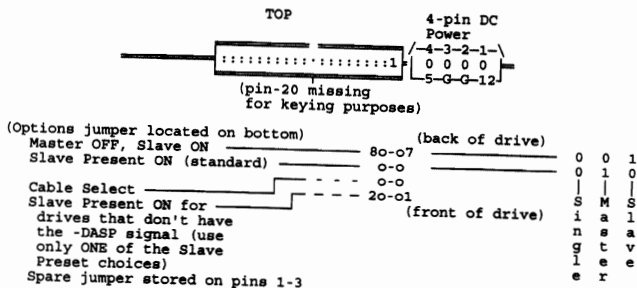 TOP
4-pin DC
Power
/-4-3-2-1-\
::::::::::·:::::::::1 0 0 0 0
5-G-G-12
(pin-20 missing
for keying purposes)
(Options jumper located on bottom) (back of drive)
Master OFF, Slave ON 8o-o7 0 0 1
Slave Present ON (standard) o-o 0 1 0
o-o | | |
Cable Select
Slave Present ON for 2o-o1 S M S
drives that don't have (front of drive) i a l
the -DASP signal (use n s a
only ONE of the Slave g t v
Preset choices) l e e
Spare jumper stored on pins 1-3 e r